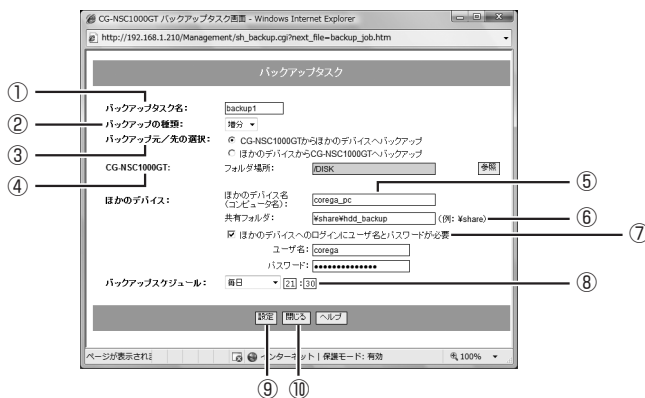 CG-NSC1000GT バックアップタスク画面 - Windows Internet Explorer
http://192.168.1.210/Management/sh_backup.cgi?next_file=backup_job.htm
バックアップタスク
① バックアップタスク名: backup1
② バックアップの種類: 増分
③ バックアップ元/先の選択: CG-NSC1000GTからほかのデバイスへバックアップ
ほかのデバイスからCG-NSC1000GTへバックアップ
④ CG-NSC1000GT: フォルダ場所: /DISK 参照
⑤
ほかのデバイス: ほかのデバイス名
(コンピュータ名): corega_pc
共有フォルダ: ¥share¥hdd_backup (例: ¥share) ⑥
ほかのデバイスへのログインにユーザ名とパスワードが必要 ⑦
ユーザ名: corega
パスワード: ••••••••••••••
バックアップスケジュール: 毎日 21 : 30 ⑧
設定 閉じる ヘルプ
ページが表示されま インターネット | 保護モード: 有効 100%
⑨ ⑩